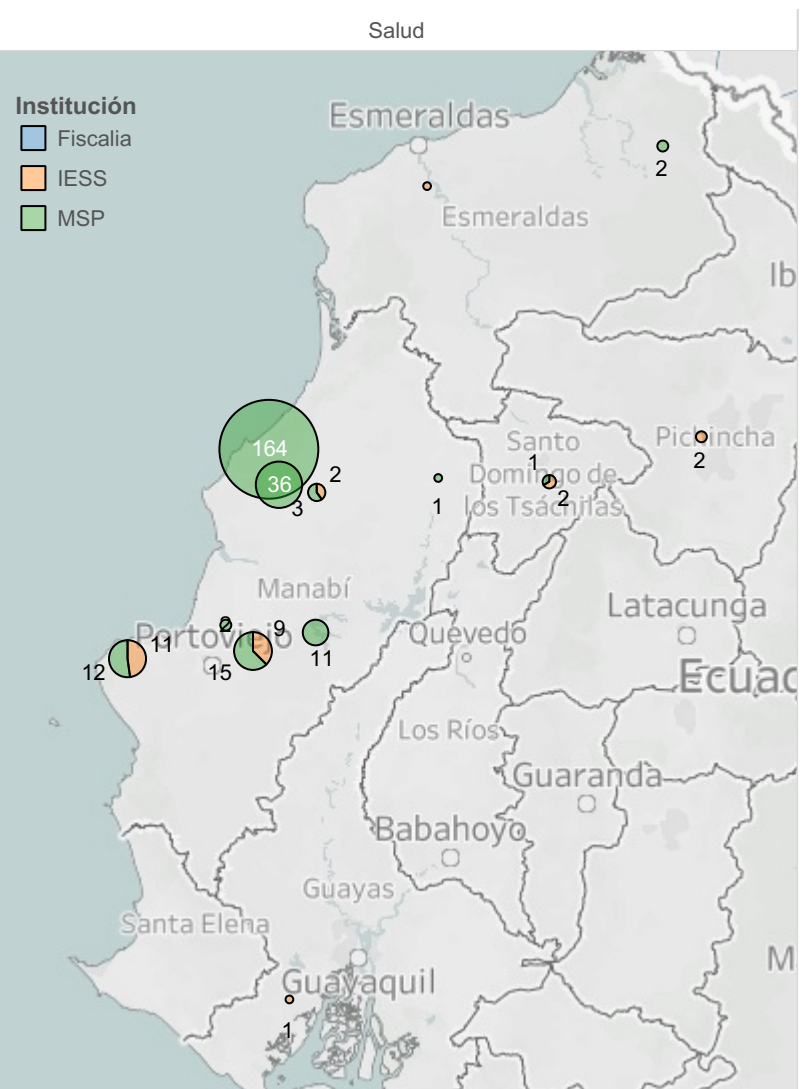 Salud
Institución
Fiscalia
IESS
MSP
Esmeraldas
2
Esmeraldas
Ib
164
36
3
2
1
Santo
Domingo de
los Tsáchilas
1
2
Pichincha
2
Manabí
2
Portoviejo
9
11
12
15
11
Quevedo
Latacunga
Ecuad
Los Ríos
Guaranda
Babahoyo
Guayas
Santa Elena
M
Guayaquil
1